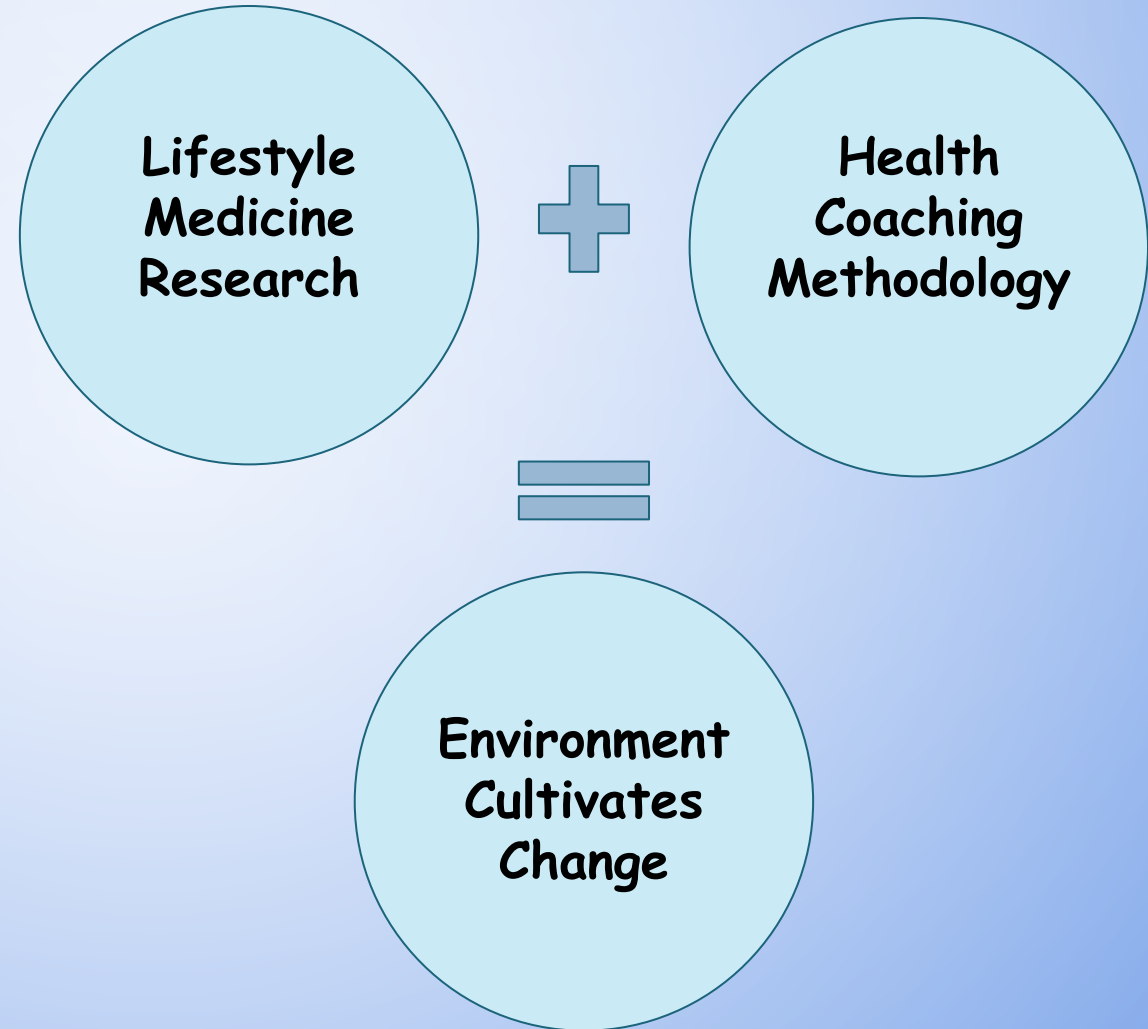 Lifestyle
Medicine
Research
Health
Coaching
Methodology
Environment
Cultivates
Change